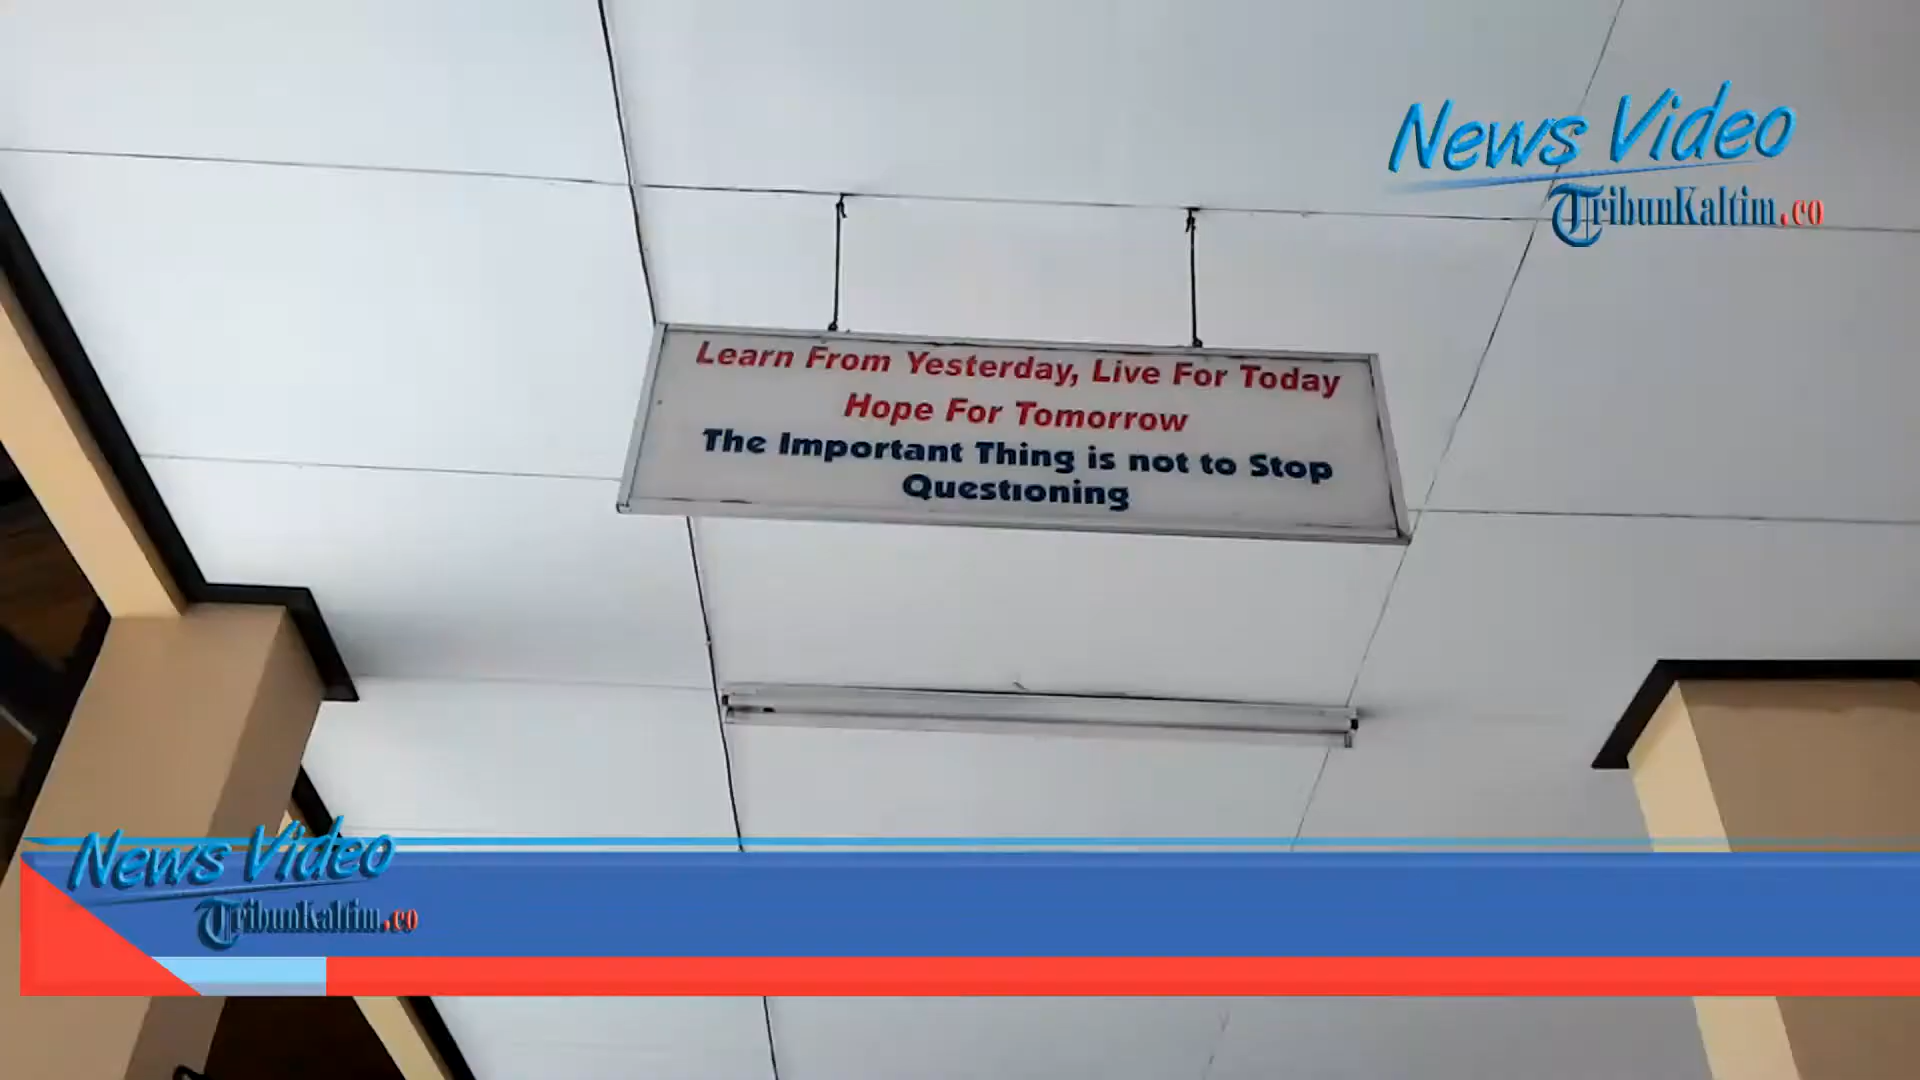 News Video
TribunKaltim.co
Learn From Yesterday, Live For Today
Hope For Tomorrow
The Important Thing is not to Stop
Questioning
News Video
TribunKaltim.co